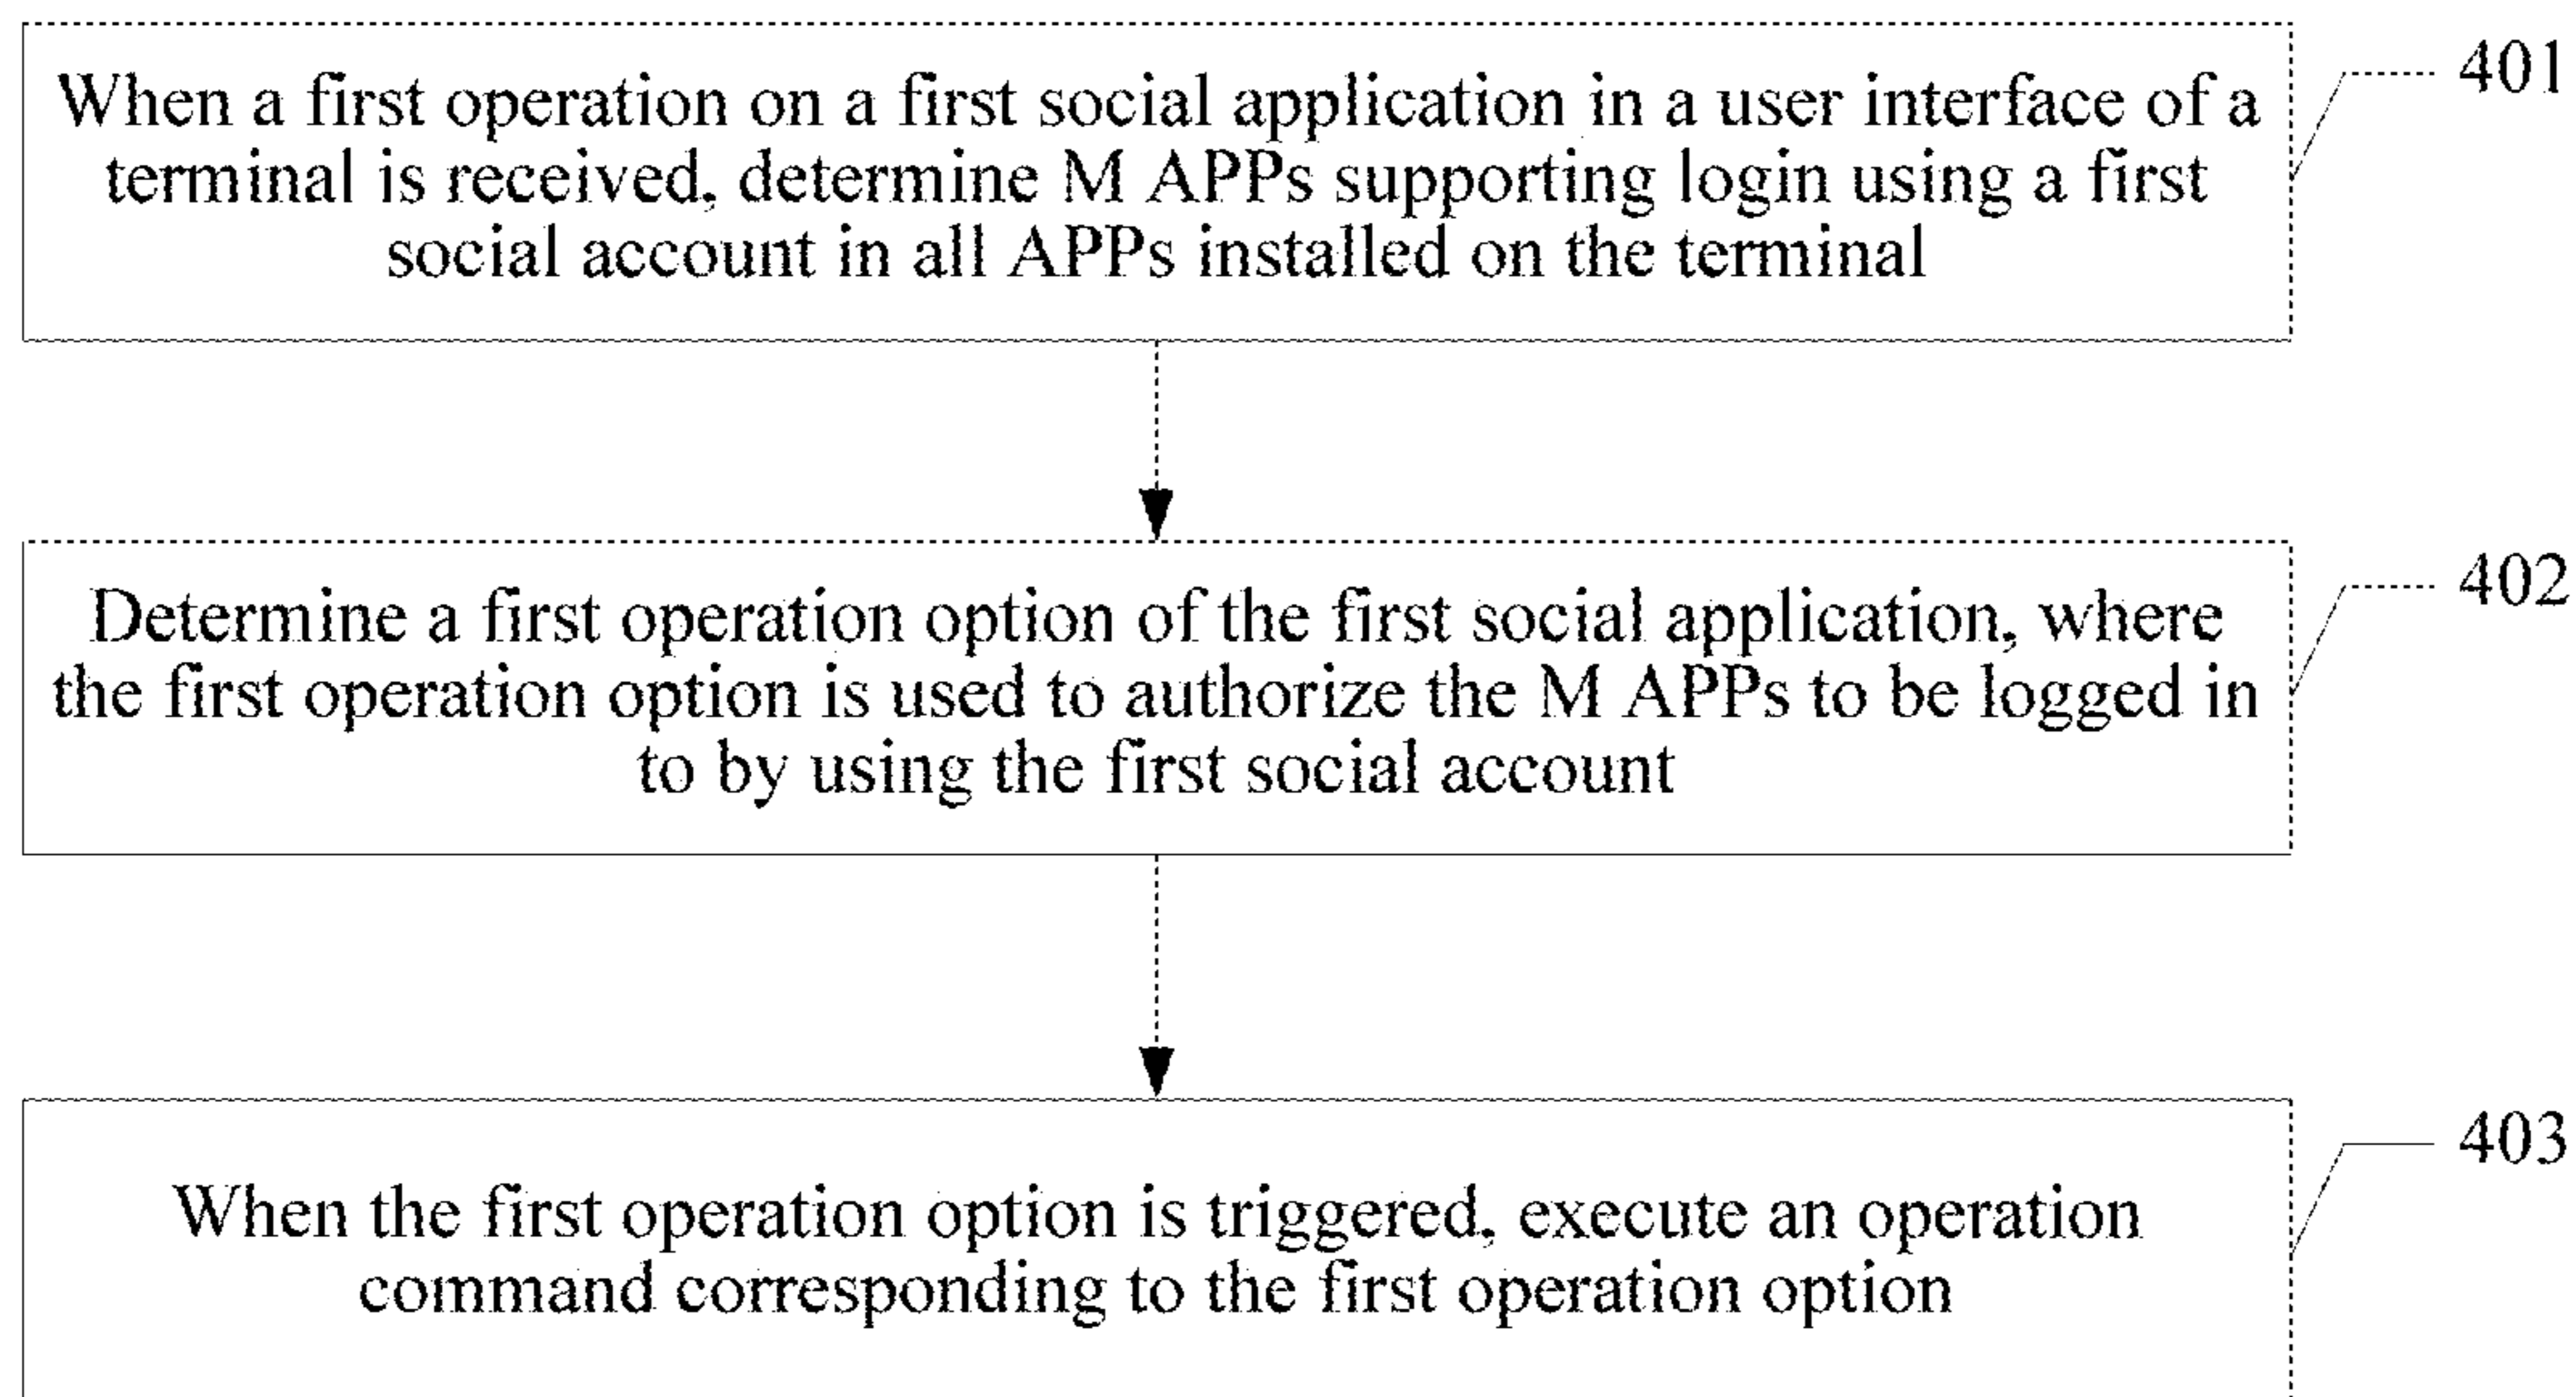 When a first operation on a first social application in a user interface of a
terminal is received, determine M APPs supporting login using a first
social account in all APPs installed on the terminal
401
Determine a first operation option of the first social application, where
the first operation option is used to authorize the M APPs to be logged in
to by using the first social account
402
When the first operation option is triggered, execute an operation
command corresponding to the first operation option
403